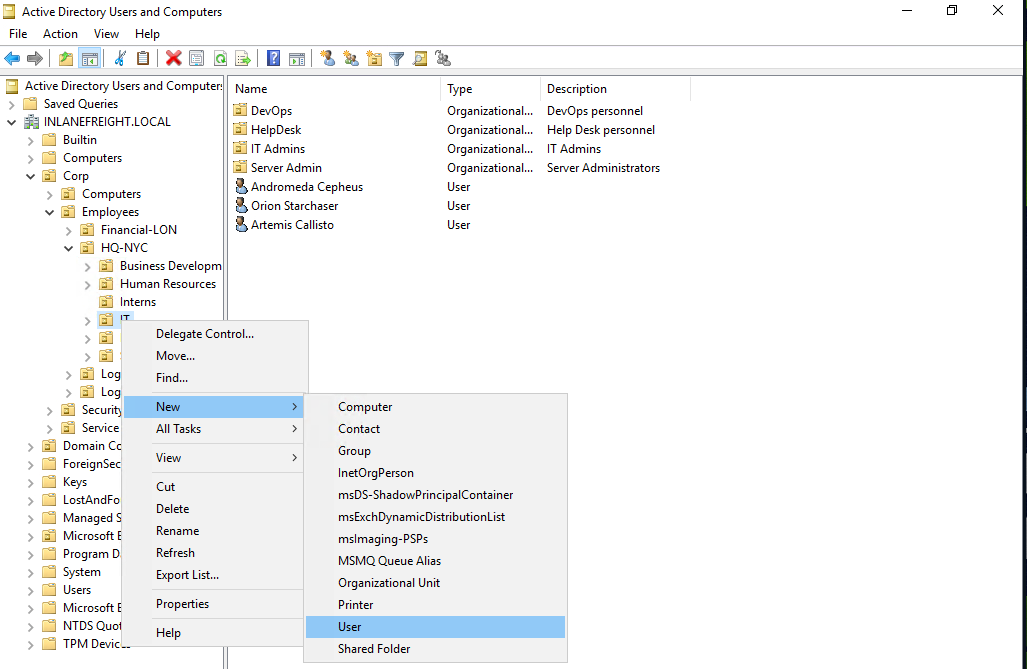 Active Directory Users and Computers
File Action View Help
Active Directory Users and Computers
Saved Queries
INLANEFREIGHT.LOCAL
Builtin
Computers
Corp
Computers
Employees
Financial-LON
HQ-NYC
Business Developm
Human Resources
Interns
IT
Log
Log
Security
Service
Domain Co
ForeignSec
Keys
LostAndFo
Managed S
Microsoft E
Program D
System
Users
Microsoft E
NTDS Quot
TPM Devices
Name Type Description
DevOps Organizational... DevOps personnel
HelpDesk Organizational... Help Desk personnel
IT Admins Organizational... IT Admins
Server Admin Organizational... Server Administrators
Andromeda Cepheus User
Orion Starchaser User
Artemis Callisto User
Delegate Control...
Move...
Find...
New
All Tasks
View
Cut
Delete
Rename
Refresh
Export List...
Properties
Help
Computer
Contact
Group
InetOrgPerson
msDS-ShadowPrincipalContainer
msExchDynamicDistributionList
msImaging-PSPs
MSMQ Queue Alias
Organizational Unit
Printer
User
Shared Folder